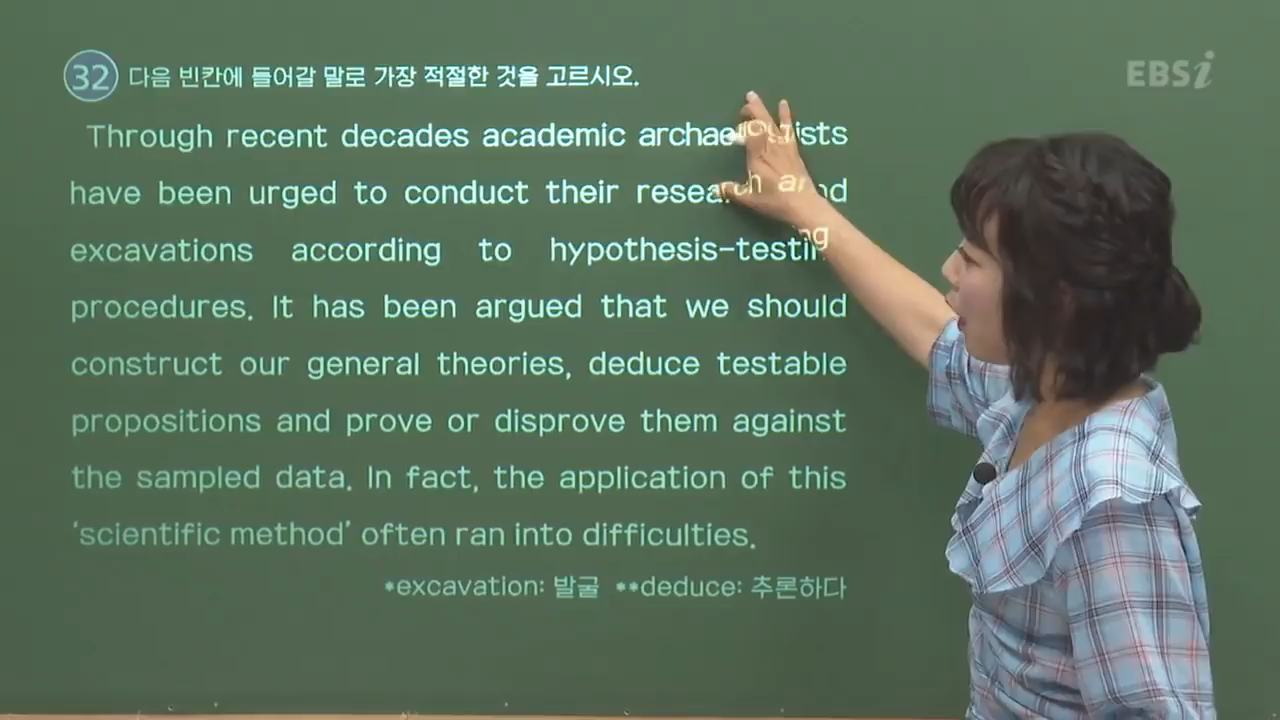 32 다음 빈칸에 들어갈 말로 가장 적절한 것을 고르시오.
EBSi
Through recent decades academic archaeologists
have been urged to conduct their research and
excavations according to hypothesis-testing
procedures. It has been argued that we should
construct our general theories, deduce testable
propositions and prove or disprove them against
the sampled data. In fact, the application of this
‘scientific method’ often ran into difficulties.
*excavation: 발굴 **deduce: 추론하다